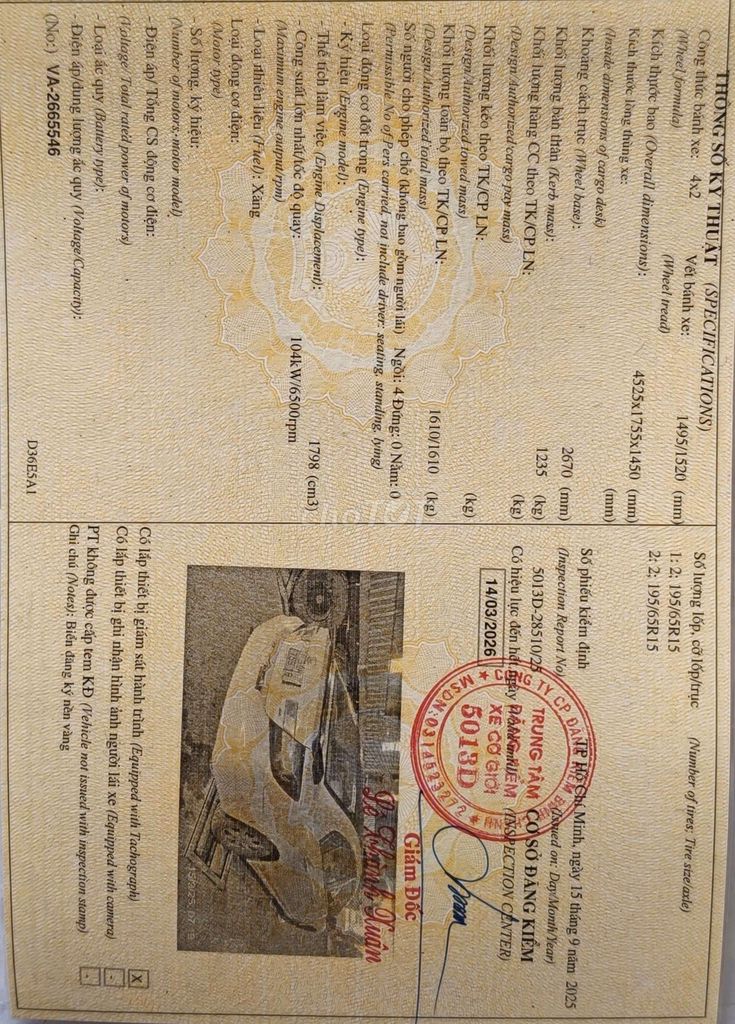 THÔNG SỐ KỸ THUẬT (SPECIFICATIONS)
Công thức bánh xe: 4x2 Vết bánh xe: 1495/1520 (mm)
(Wheel formula) (Wheel tread)
Kích thước bao (Overall dimensions): 4525x1755x1450 (mm)
Kích thước lòng thùng xe: (mm)
(Inside dimensions of cargo desk)
Khoảng cách trục (Wheel base): 2670 (mm)
Khối lượng bản thân (Kerb mass): 1235 (kg)
Khối lượng hàng CC theo TK/CP LN: (kg)
(Design/Authorized cargo pay mass)
Khối lượng kéo theo TK/CP LN: (kg)
(Design/Authorized towed mass)
Khối lượng toàn bộ theo TK/CP LN: 1610/1610 (kg)
(Design/Authorized total mass)
Số người cho phép chở (không bao gồm người lái) Ngồi: 4 Đứng: 0 Nằm: 0
(Permissible No of Pers carried, not include driver: seating, standing, lying)
Loại động cơ đốt trong (Engine type):
- Ký hiệu (Engine model):
- Thể tích làm việc (Engine Displacement): 1798 (cm3)
- Công suất lớn nhất/tốc độ quay: 104kW/6500rpm
(Maximum engine output/rpm)
- Loại nhiên liệu (Fuel): Xăng
Loại động cơ điện:
(Motor type)
- Số lượng, ký hiệu:
(Number of motors; motor model)
- Điện áp/ Tổng CS động cơ điện:
(Voltage/ Total rated power of motors)
- Loại ắc quy (Battery type):
- Điện áp/dung lượng ắc quy (Voltage/Capacity):
(No:) VA-2665546
D36E5A1
Số lượng lốp, cỡ lốp/trục (Number of tires: Tire size/axle)
1: 2; 195/65R15
2: 2; 195/65R15
Số phiếu kiểm định
(Inspection Report No)
5013D-28510/25
Có hiệu lực đến hết ngày
14/03/2026
TP Hồ Chí Minh, ngày 15 tháng 9 năm 2025
(Issued on: Day/Month/Year)
CƠ SỞ ĐĂNG KIỂM
(INSPECTION CENTER)
CÔNG TY CP ĐĂNG KIỂM
TRUNG TÂM
ĐĂNG KIỂM
XE CƠ GIỚI
5013D
Giám Đốc
Có lắp thiết bị giám sát hành trình (Equipped with Tachograph) X
Có lắp thiết bị ghi nhận hình ảnh người lái xe (Equipped with camera) -
PT không được cấp tem KĐ (Vehicle not issued with inspection stamp) -
Ghi chú (Notes): Biển đăng ký nền vàng
CHỢ TỐT